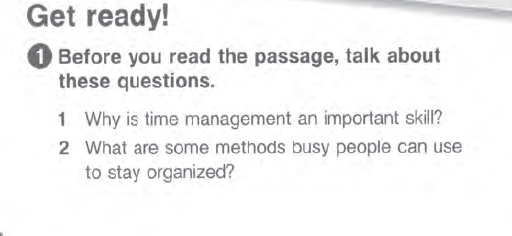 Get ready!
1 Before you read the passage, talk about
these questions.
1 Why is time management an important skill?
2 What are some methods busy people can use
to stay organized?